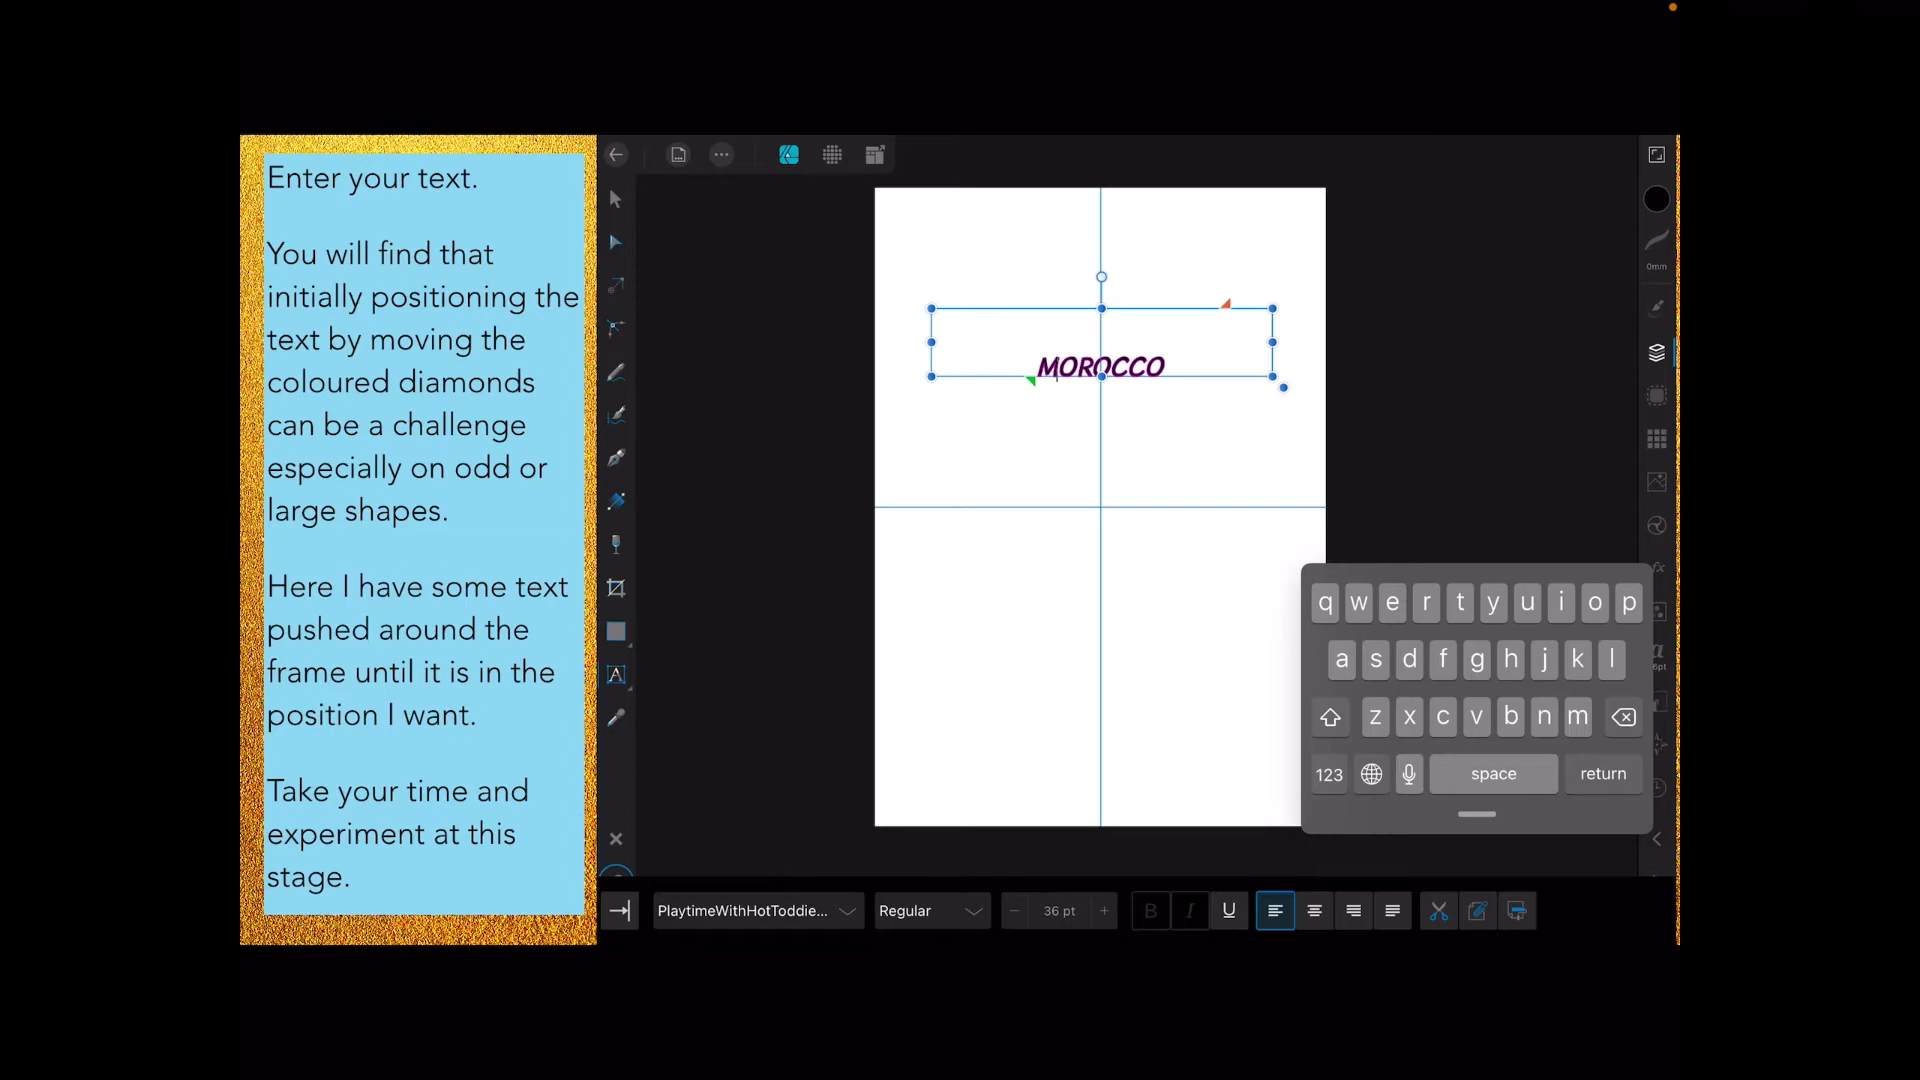 Enter your text.
You will find that
initially positioning the
text by moving the
coloured diamonds
can be a challenge
especially on odd or
large shapes.
Here I have some text
pushed around the
frame until it is in the
position I want.
Take your time and
experiment at this
stage.
0mm
MOROCCO
fx
q w e r t y u i o p
a s d f g h j k l
a
z x c v b n m
123 space return
PlaytimeWithHotToddie... Regular − 36 pt + B I U